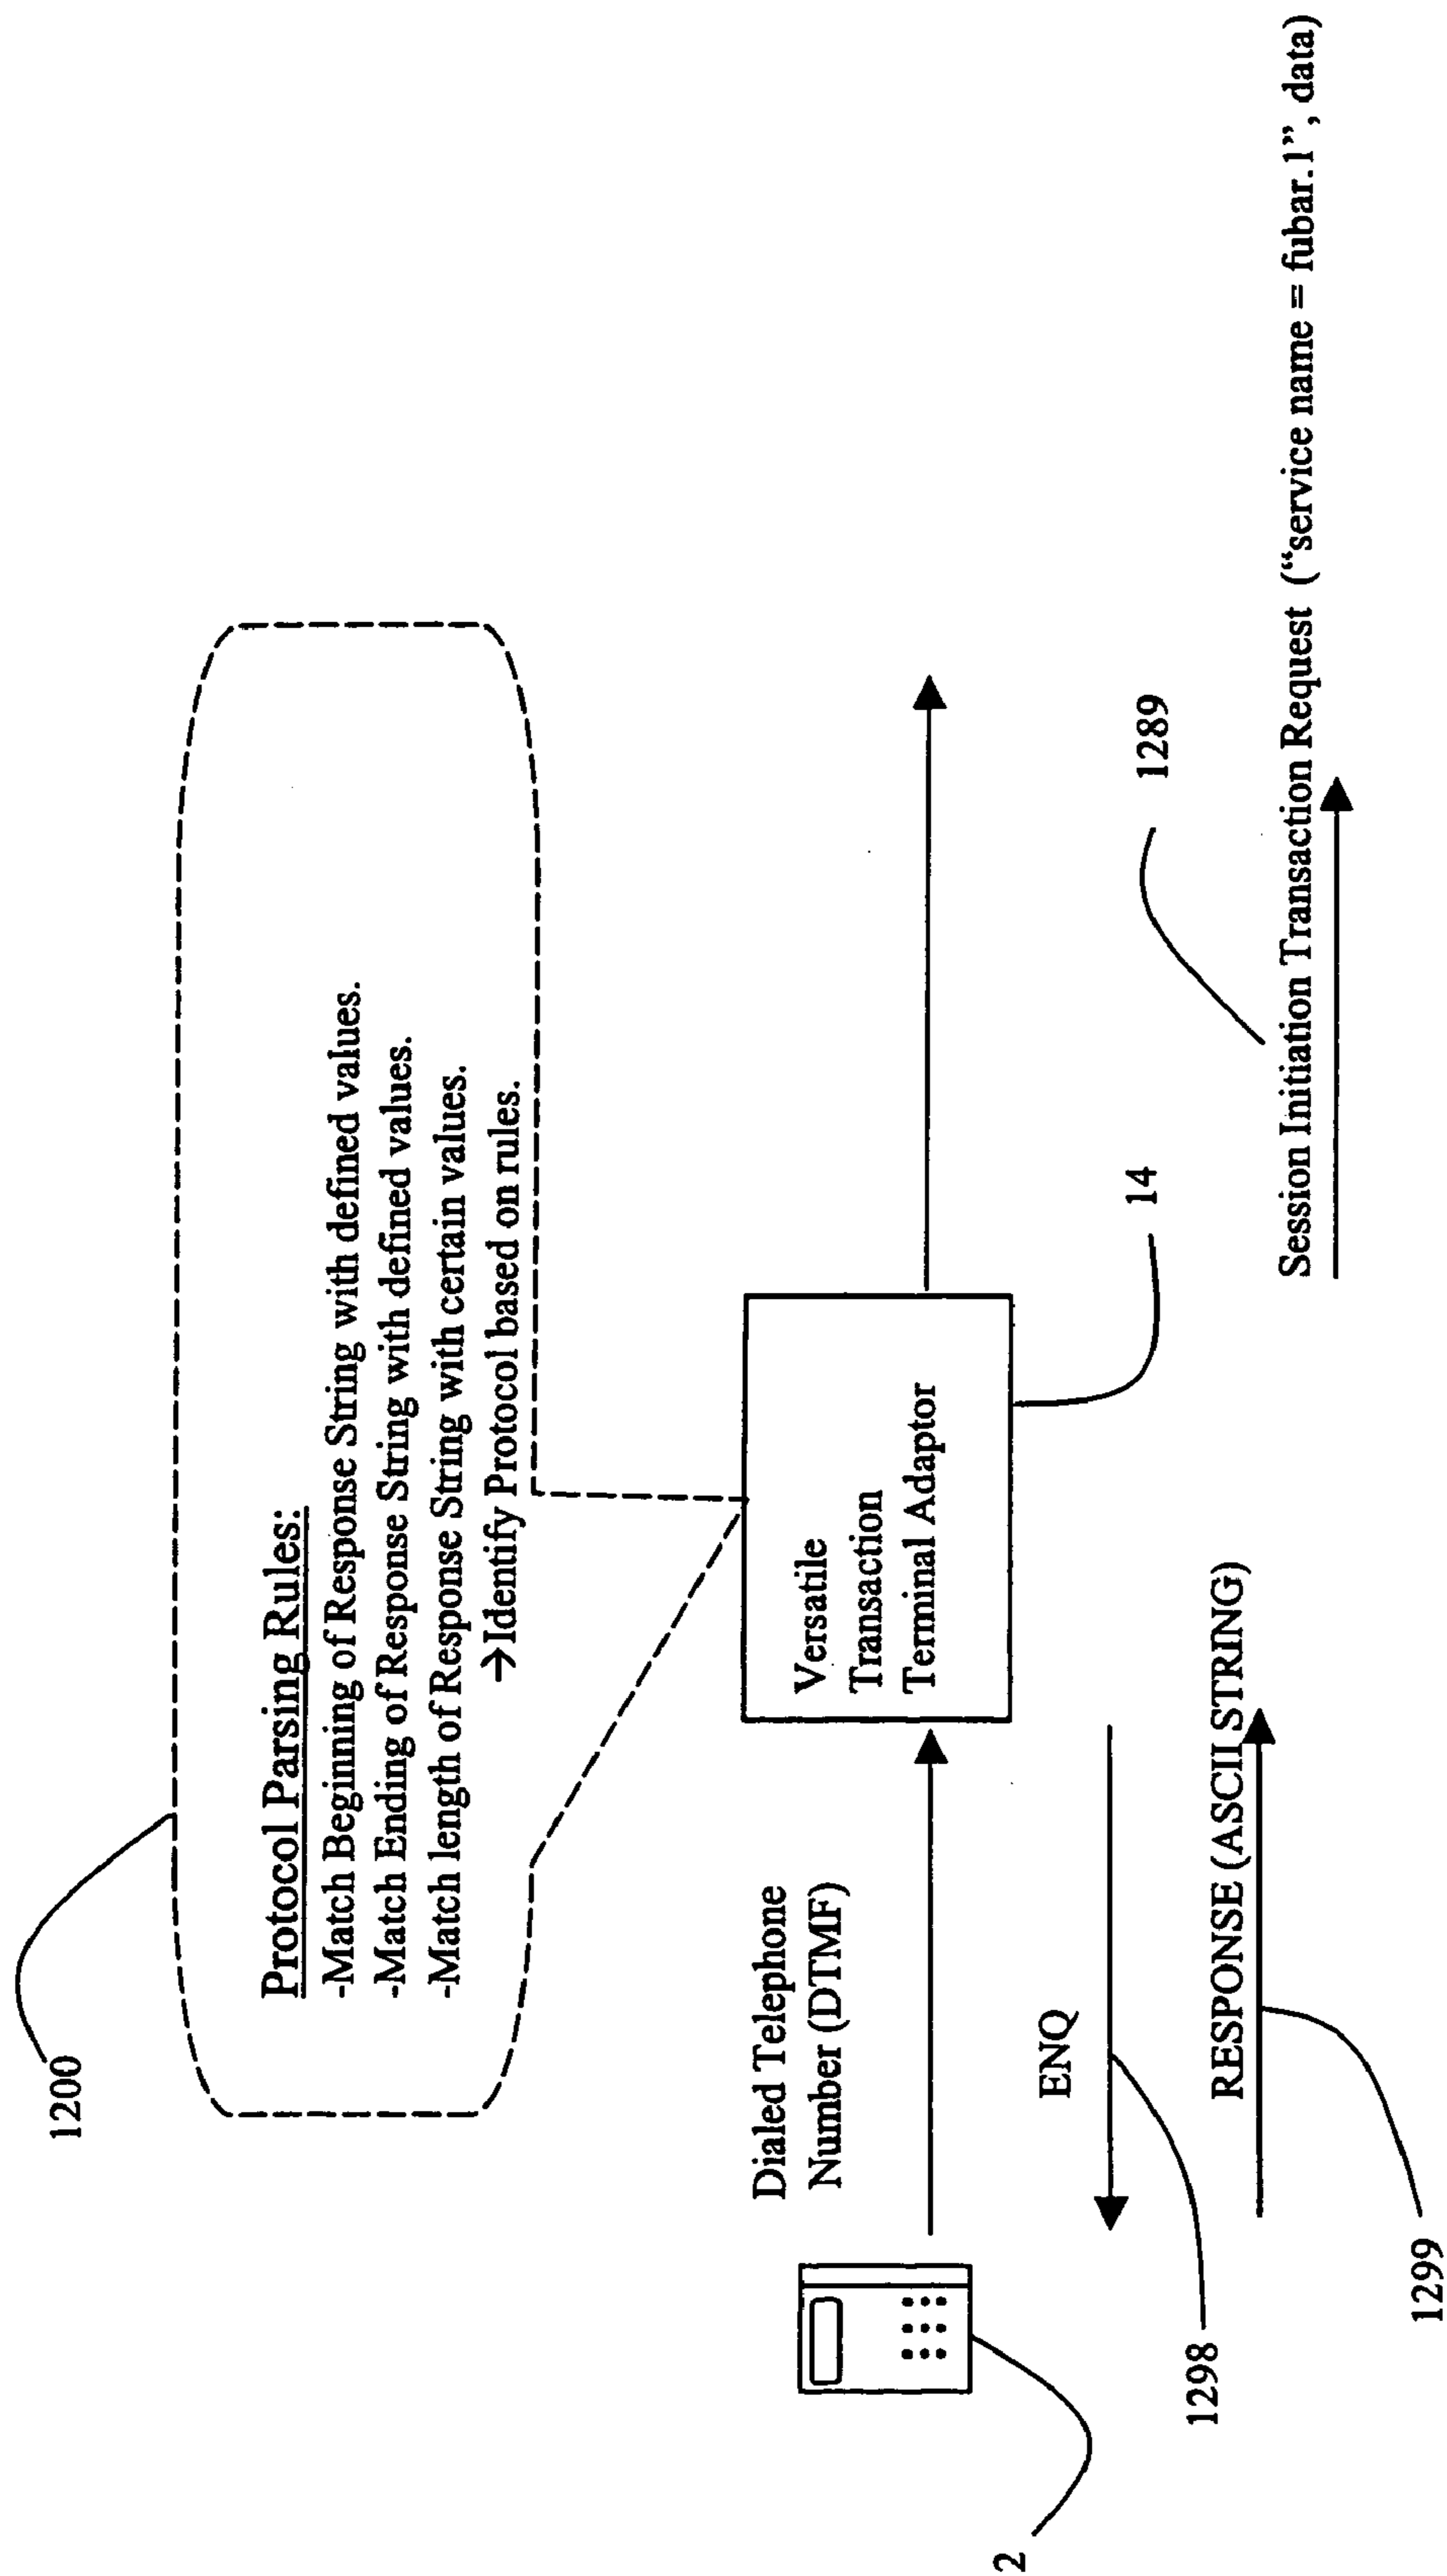 1200
Protocol Parsing Rules:
-Match Beginning of Response String with defined values.
-Match Ending of Response String with defined values.
-Match length of Response String with certain values.
→Identify Protocol based on rules.
Dialed Telephone
Number (DTMF)
Versatile
Transaction
Terminal Adaptor
2
ENQ
1298
14
RESPONSE (ASCII STRING)
1299
1289
Session Initiation Transaction Request (“service name = fubar.1”, data)